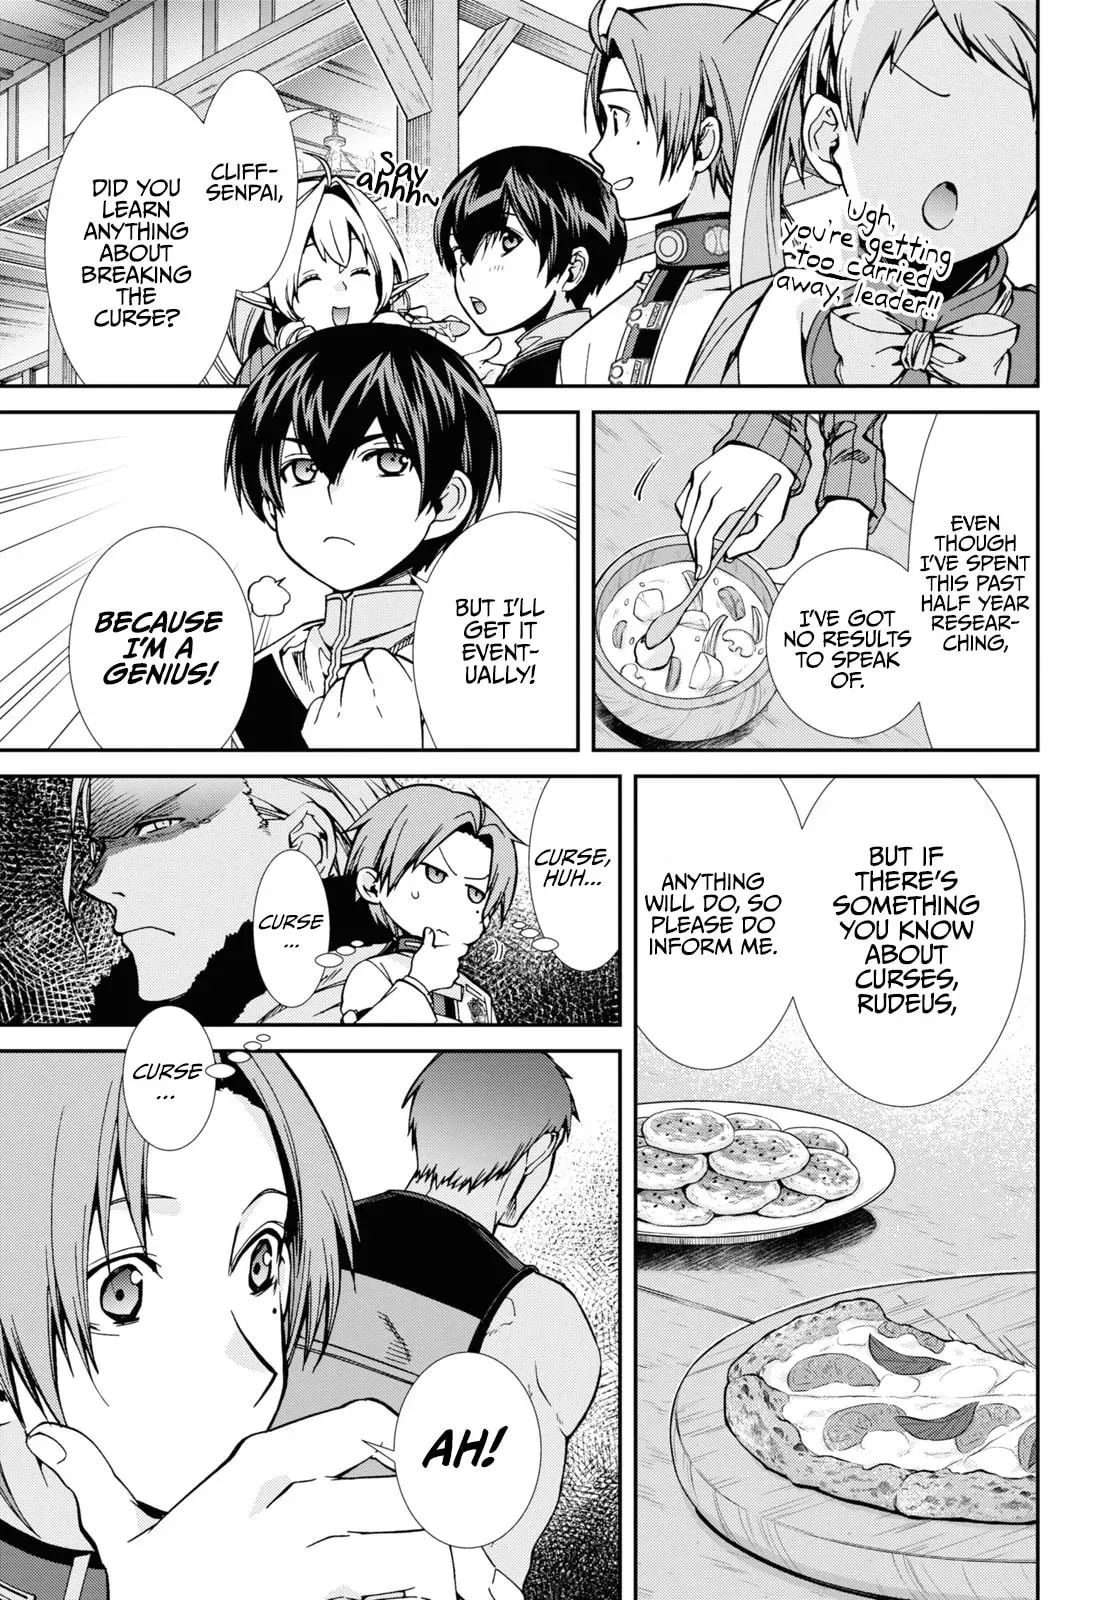 Ugh,
you're getting
too carried
away, leader!!
Say
ahhh~
CLIFF-
SENPAI,
DID YOU
LEARN
ANYTHING
ABOUT
BREAKING
THE
CURSE?
EVEN
THOUGH
I'VE SPENT
THIS PAST
HALF YEAR
RESEAR-
CHING,
I'VE GOT
NO RESULTS
TO SPEAK
OF.
BUT I'LL
GET IT
EVENT-
UALLY!
BECAUSE
I'M A
GENIUS!
BUT IF
THERE'S
SOMETHING
YOU KNOW
ABOUT
CURSES,
RUDEUS,
ANYTHING
WILL DO, SO
PLEASE DO
INFORM ME.
CURSE,
HUH...
CURSE
...
CURSE
...
AH!